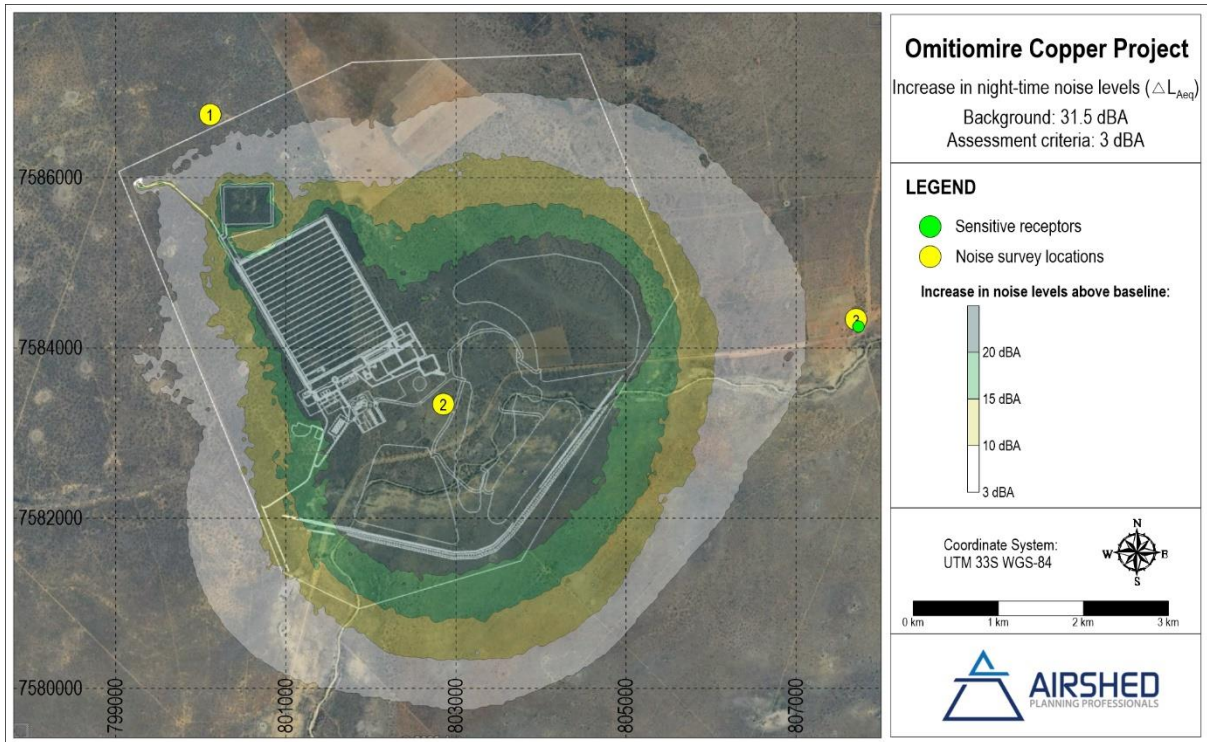 1
2
3
7586000
7584000
7582000
7580000
799000
801000
803000
805000
807000
Omitiomire Copper Project
Increase in night-time noise levels (△L_Aeq)
Background: 31.5 dBA
Assessment criteria: 3 dBA
LEGEND
Sensitive receptors
Noise survey locations
Increase in noise levels above baseline:
20 dBA
15 dBA
10 dBA
3 dBA
Coordinate System:
UTM 33S WGS-84
N
W E
S
0 km 1 km 2 km 3 km
AIRSHED
PLANNING PROFESSIONALS